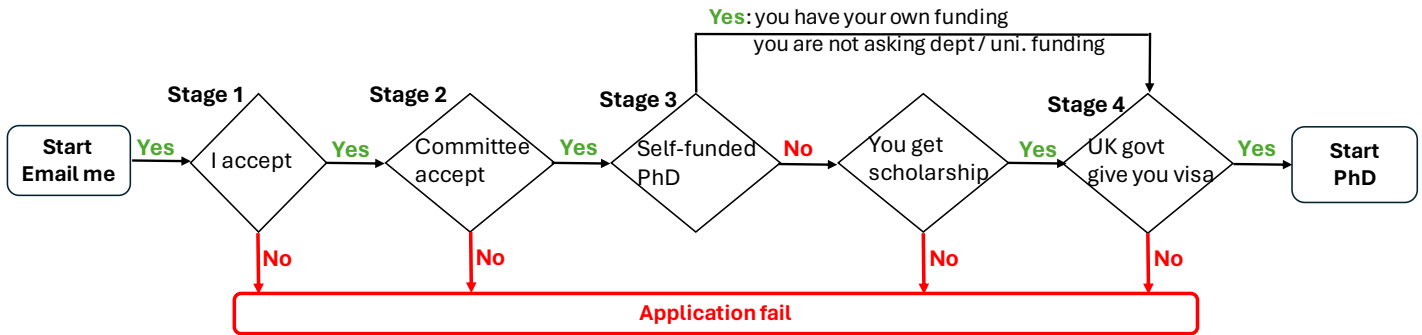 Yes: you have your own funding
you are not asking dept / uni. funding
Stage 1
Stage 2
Stage 3
Stage 4
Start
Email me
Yes
I accept
Yes
Committee
accept
Yes
Self-funded
PhD
No
You get
scholarship
Yes
UK govt
give you visa
Yes
Start
PhD
No
No
No
No
Application fail